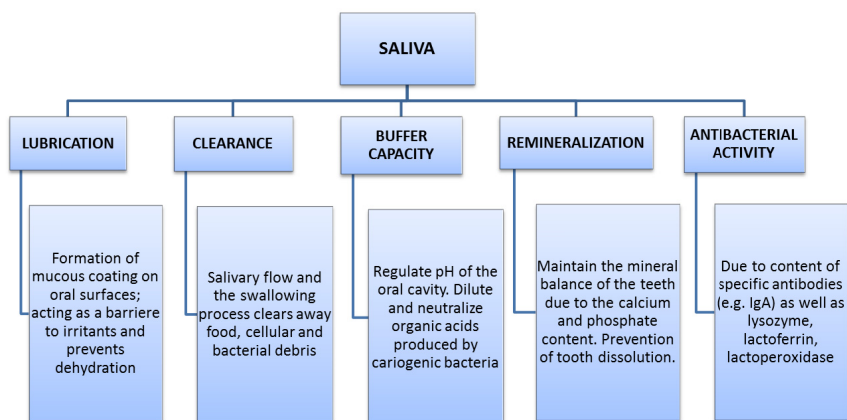 SALIVA
LUBRICATION
CLEARANCE
BUFFER
CAPACITY
REMINERALIZATION
ANTIBACTERIAL
ACTIVITY
Formation of
mucous coating on
oral surfaces;
acting as a barriere
to irritants and
prevents
dehydration
Salivary flow and
the swallowing
process clears away
food, cellular and
bacterial debris
Regulate pH of the
oral cavity. Dilute
and neutralize
organic acids
produced by
cariogenic bacteria
Maintain the mineral
balance of the teeth
due to the calcium
and phosphate
content. Prevention
of tooth dissolution.
Due to content of
specific antibodies
(e.g. IgA) as well as
lysozyme,
lactoferrin,
lactoperoxidase